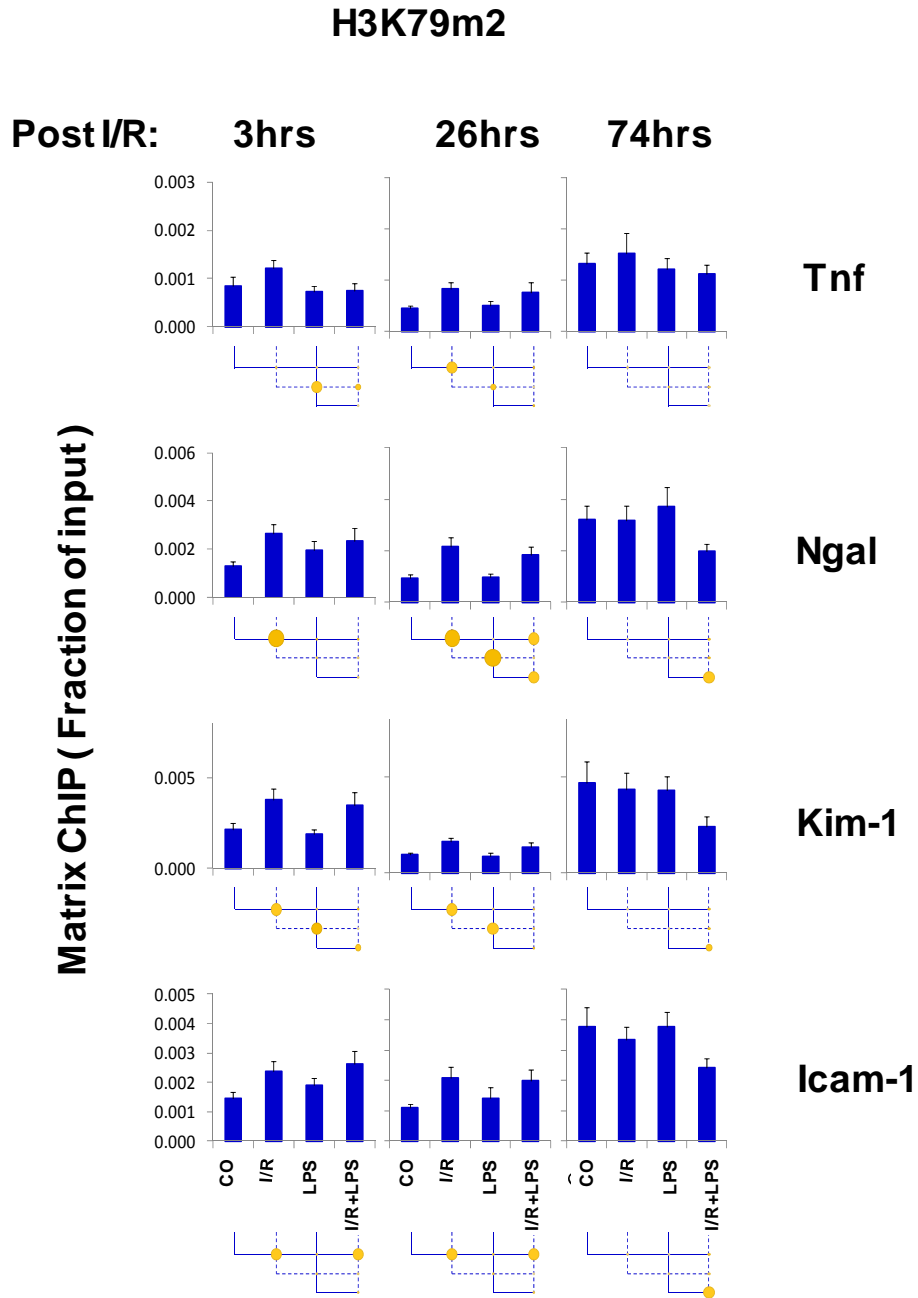 H3K79m2
Post I/R: 3hrs 26hrs 74hrs
0.003
0.002
0.001
0.000
Tnf
0.006
0.004
0.002
0.000
Ngal
0.005
0.000
Kim-1
0.005
0.004
0.003
0.002
0.001
0.000
Icam-1
Matrix ChIP ( Fraction of input )
CO I/R LPS I/R+LPS CO I/R LPS I/R+LPS CO I/R LPS I/R+LPS